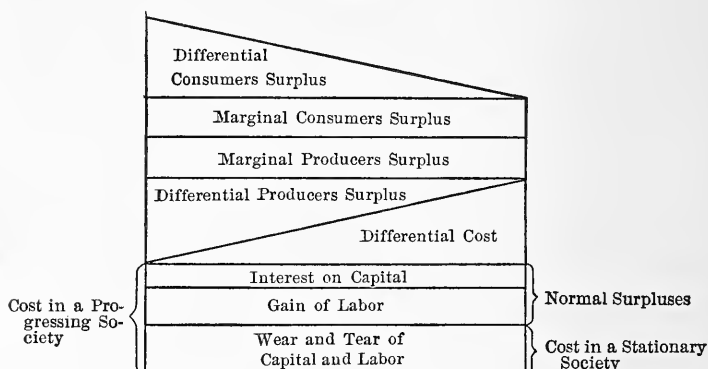 Differential
Consumers Surplus
Marginal Consumers Surplus
Marginal Producers Surplus
Differential Producers Surplus
Differential Cost
Interest on Capital
Gain of Labor
Wear and Tear of
Capital and Labor
Cost in a Pro-
gressing So-
ciety
Normal Surpluses
Cost in a Stationary
Society